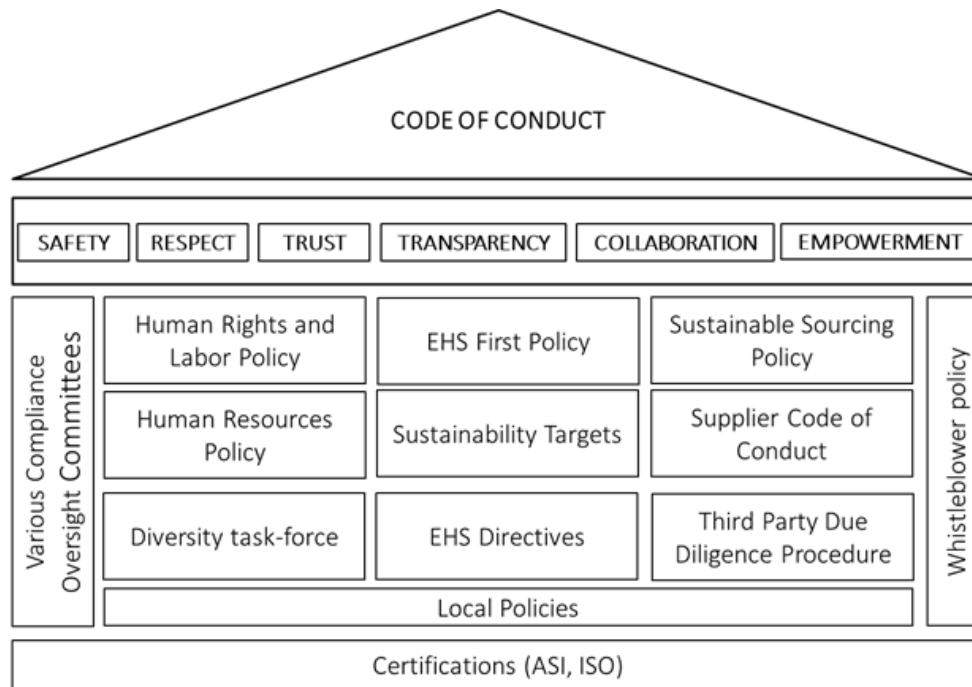 CODE OF CONDUCT
SAFETY
RESPECT
TRUST
TRANSPARENCY
COLLABORATION
EMPOWERMENT
Various Compliance
Oversight Committees
Human Rights and
Labor Policy
EHS First Policy
Sustainable Sourcing
Policy
Human Resources
Policy
Sustainability Targets
Supplier Code of
Conduct
Diversity task-force
EHS Directives
Third Party Due
Diligence Procedure
Whistleblower policy
Local Policies
Certifications (ASI, ISO)